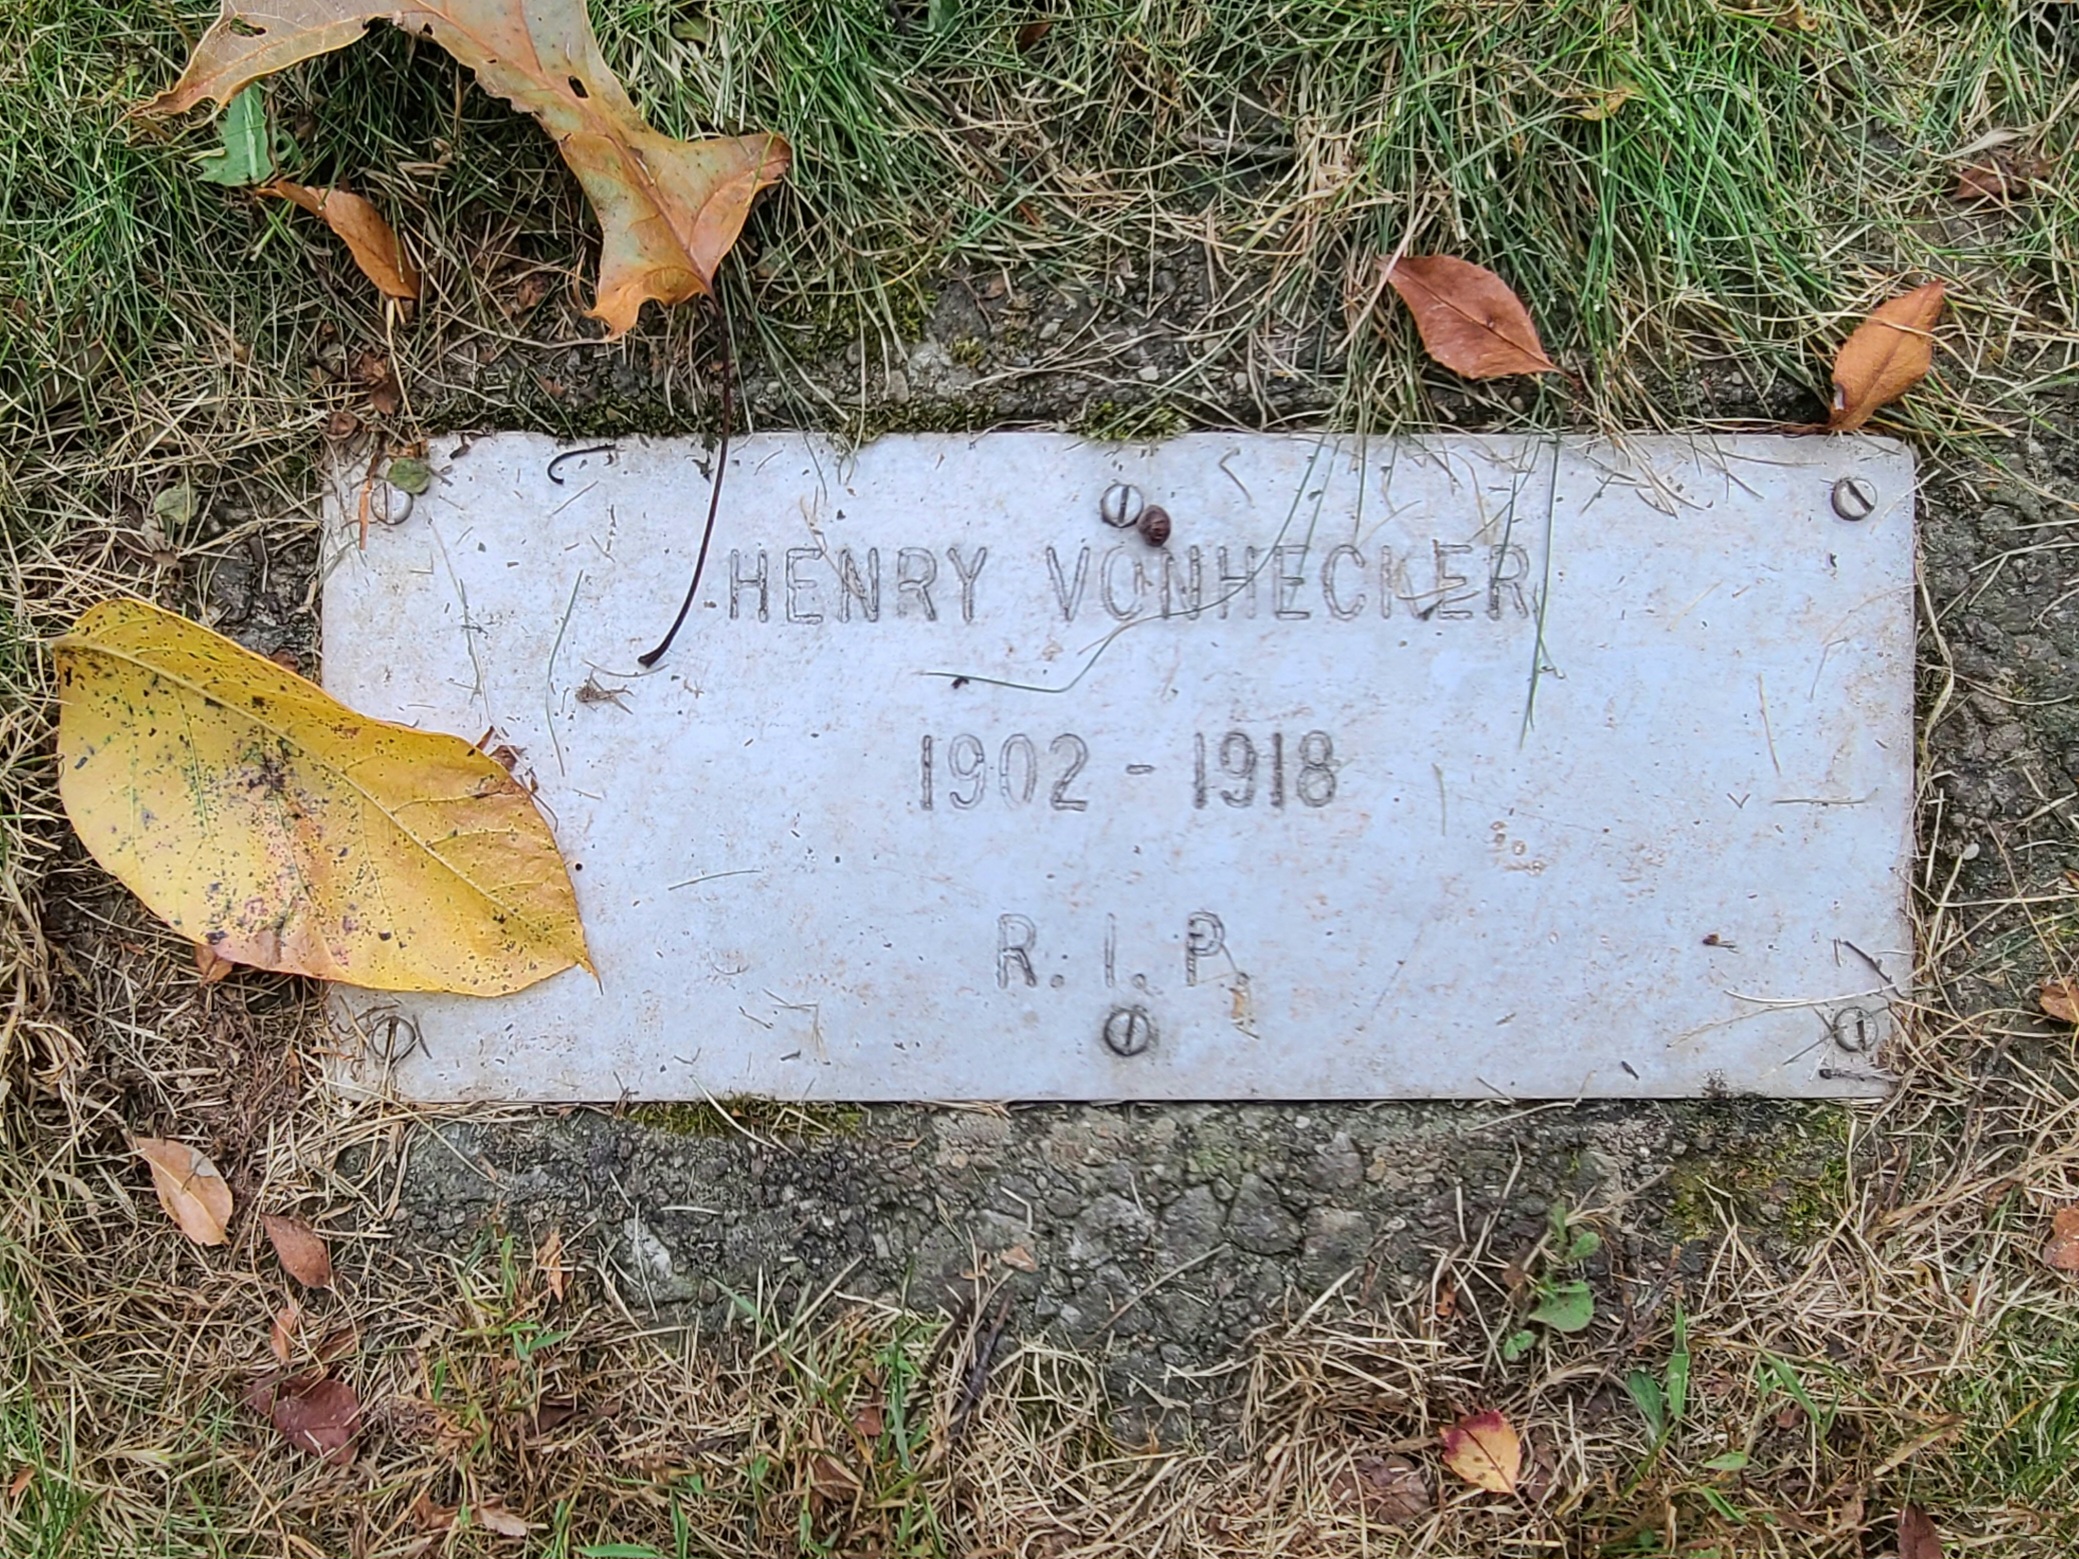 HENRY VONHECKER
1902 - 1918
R. I. P.